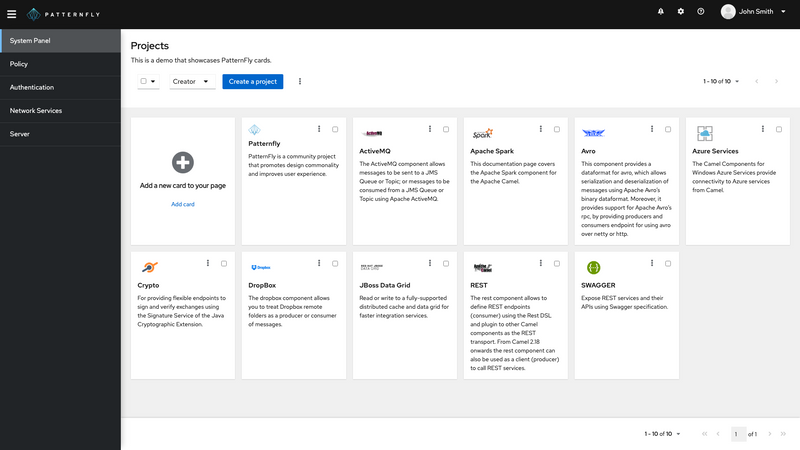 PATTERNFLY
John Smith
System Panel
Policy
Authentication
Network Services
Server
Projects
This is a demo that showcases PatternFly cards.
Creator
Create a project
1 - 10 of 10
Add a new card to your page
Add card
Patternfly
PatternFly is a community project
that promotes design commonality
and improves user experience.
ActiveMQ
ActiveMQ
The ActiveMQ component allows
messages to be sent to a JMS
Queue or Topic; or messages to be
consumed from a JMS Queue or
Topic using Apache ActiveMQ.
Spark
Apache Spark
This documentation page covers
the Apache Spark component for
the Apache Camel.
Avro
This component provides a
dataformat for avro, which allows
serialization and deserialization of
messages using Apache Avro's
binary dataformat. Moreover, it
provides support for Apache Avro's
rpc, by providing producers and
consumers endpoint for using avro
over netty or http.
Azure Services
The Camel Components for
Windows Azure Services provide
connectivity to Azure services
from Camel.
Crypto
For providing flexible endpoints to
sign and verify exchanges using
the Signature Service of the Java
Cryptographic Extension.
Dropbox
DropBox
The dropbox component allows
you to treat Dropbox remote
folders as a producer or consumer
of messages.
JBoss Data Grid
Read or write to a fully-supported
distributed cache and data grid for
faster integration services.
REST
The rest component allows to
define REST endpoints
(consumer) using the Rest DSL
and plugin to other Camel
components as the REST
transport. From Camel 2.18
onwards the rest component can
also be used as a client (producer)
to call REST services.
SWAGGER
Expose REST services and their
APIs using Swagger specification.
1 - 10 of 10
1 of 1